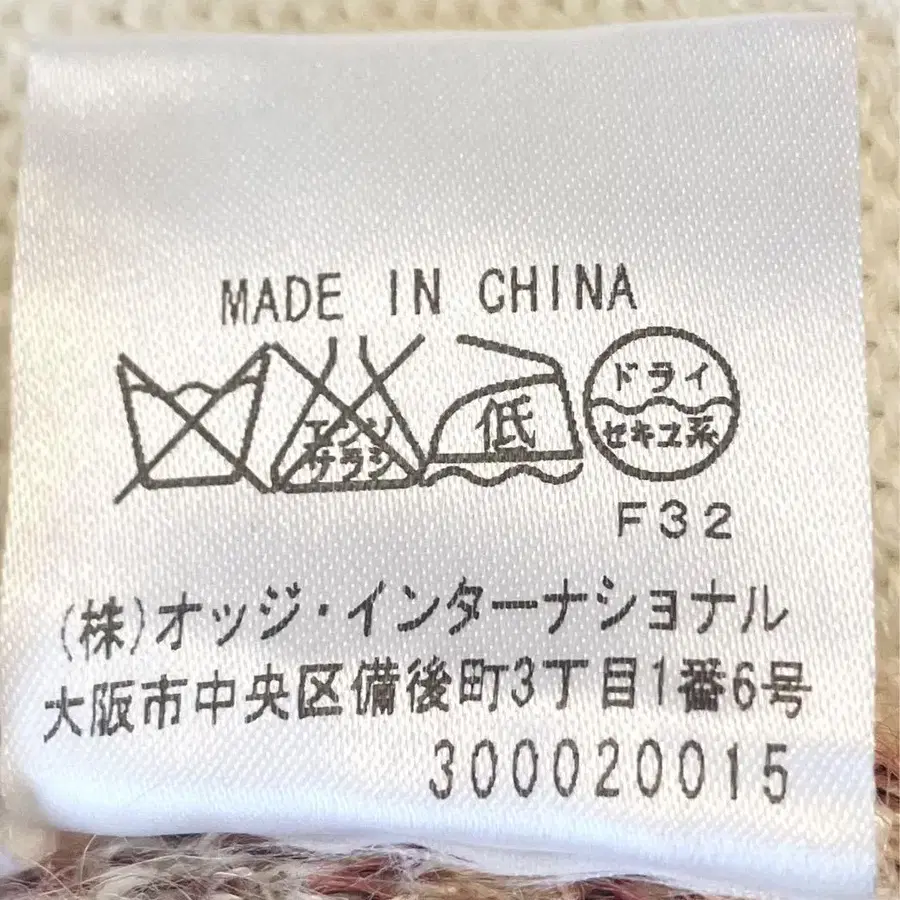 MADE IN CHINA
エンソ
サラシ
低
ドライ
セキユ系
F32
(株)オッジ・インターナショナル
大阪市中央区備後町3丁目1番6号
300020015